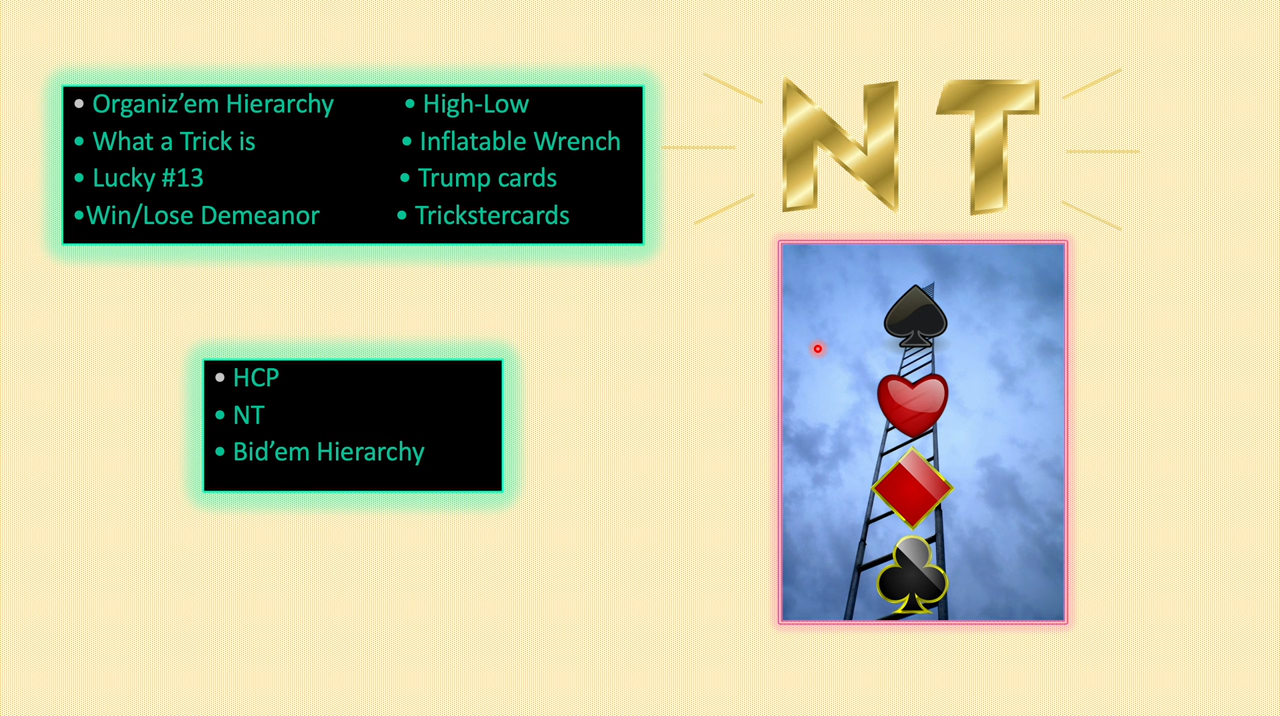 • Organiz’em Hierarchy
• What a Trick is
• Lucky #13
•Win/Lose Demeanor
• High-Low
• Inflatable Wrench
• Trump cards
• Trickstercards
NT
• HCP
• NT
• Bid’em Hierarchy